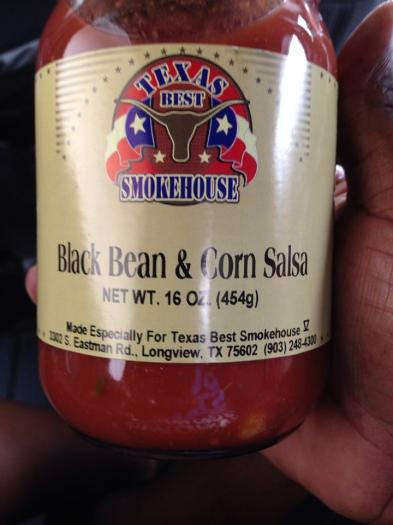 TEXAS
BEST
SMOKEHOUSE
Black Bean & Corn Salsa
NET WT. 16 OZ. (454g)
Made Especially For Texas Best Smokehouse V
2302 S. Eastman Rd., Longview, TX 75602 (903) 248-4300